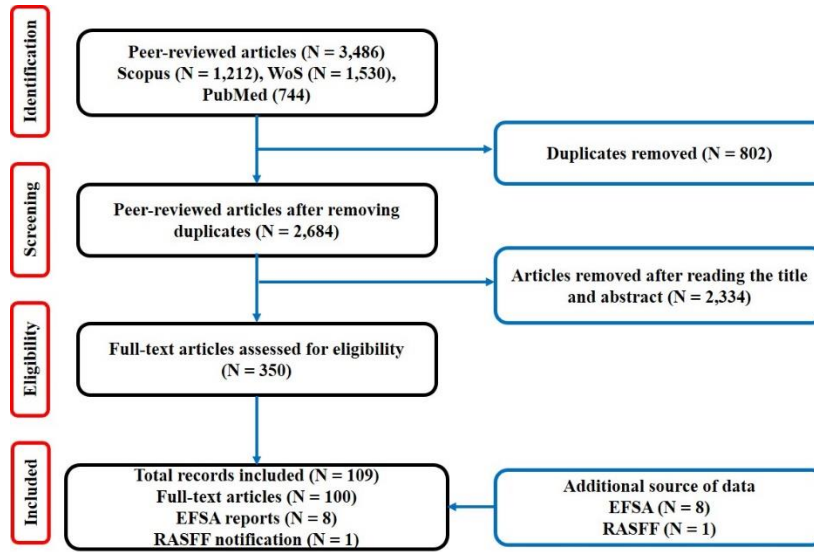 Identification
Peer-reviewed articles (N = 3,486)
Scopus (N = 1,212), WoS (N = 1,530),
PubMed (744)
Duplicates removed (N = 802)
Screening
Peer-reviewed articles after removing
duplicates (N = 2,684)
Articles removed after reading the title
and abstract (N = 2,334)
Eligibility
Full-text articles assessed for eligibility
(N = 350)
Included
Total records included (N = 109)
Full-text articles (N = 100)
EFSA reports (N = 8)
RASFF notification (N = 1)
Additional source of data
EFSA (N = 8)
RASFF (N = 1)